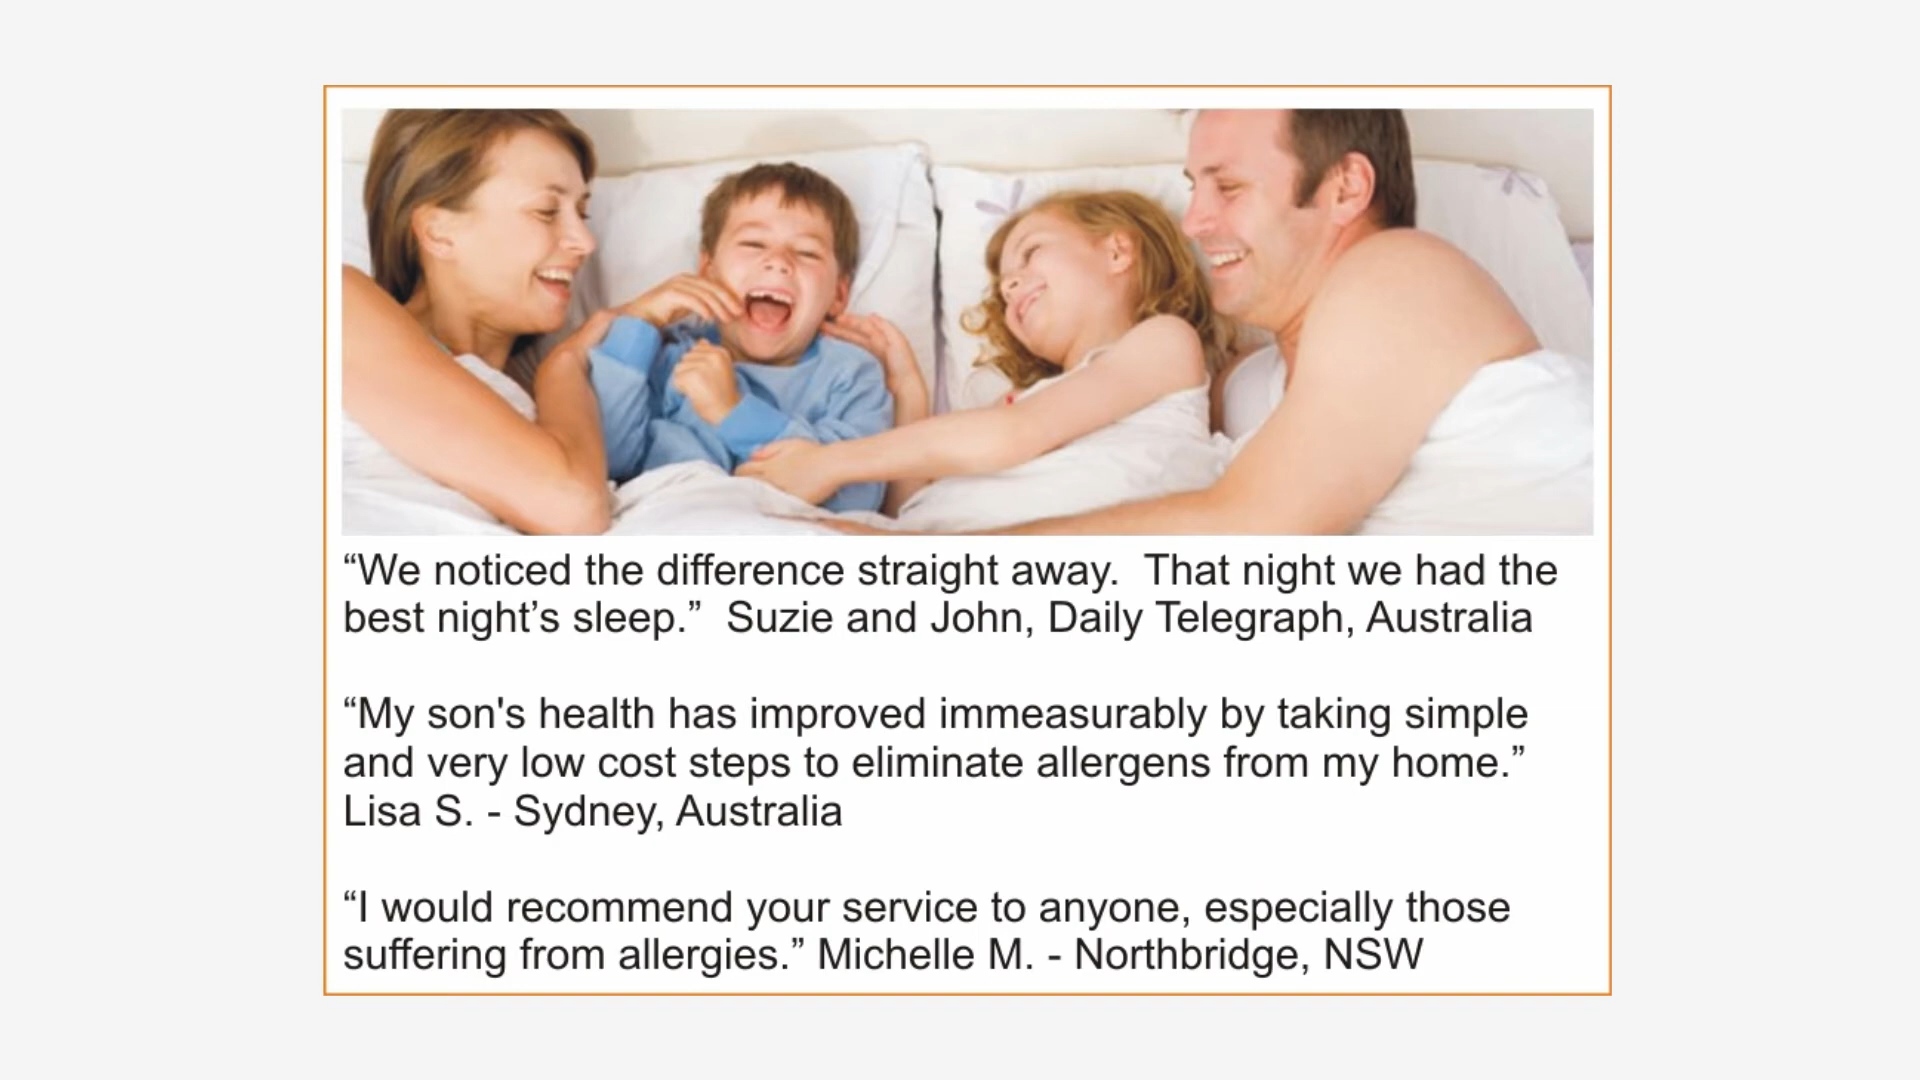 “We noticed the difference straight away.  That night we had the
best night’s sleep.”  Suzie and John, Daily Telegraph, Australia
“My son's health has improved immeasurably by taking simple
and very low cost steps to eliminate allergens from my home.”
Lisa S. - Sydney, Australia
“I would recommend your service to anyone, especially those
suffering from allergies.” Michelle M. - Northbridge, NSW